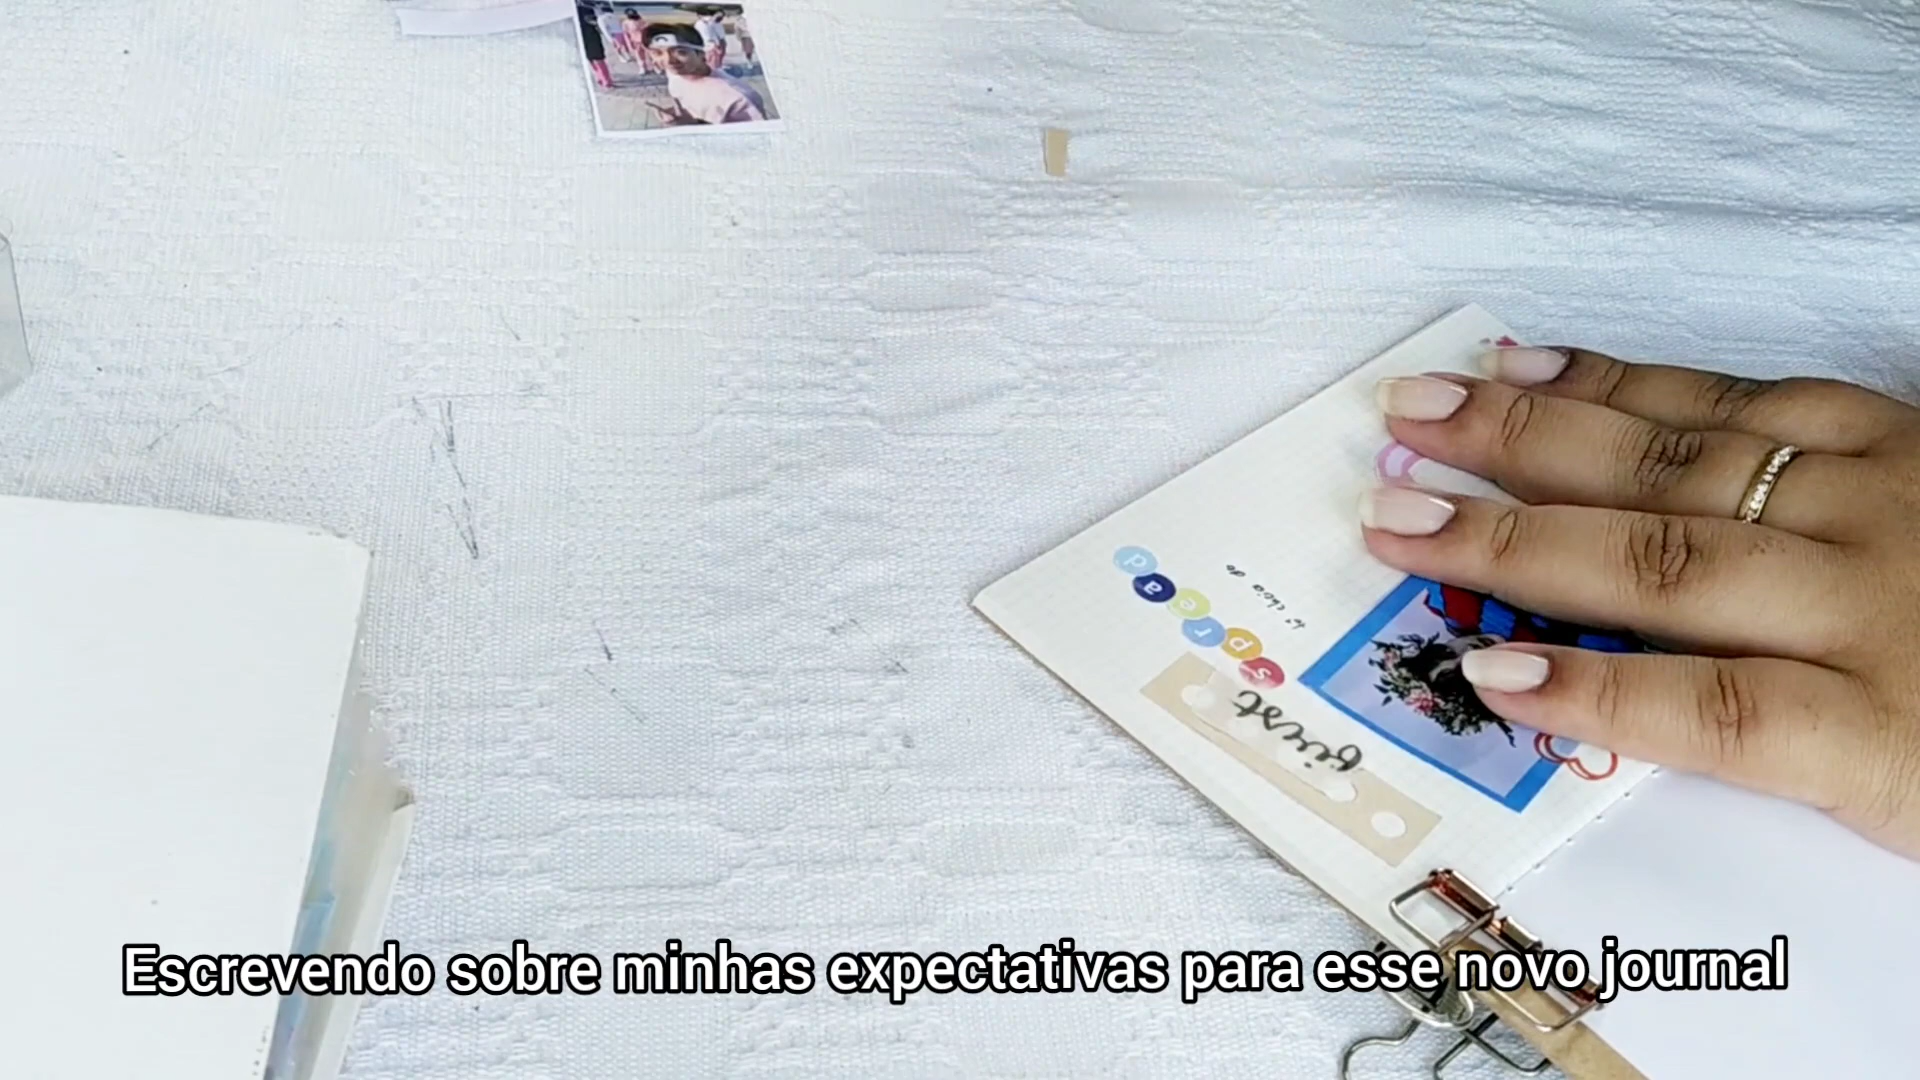 first
spread
Escrevendo sobre minhas expectativas para esse novo journal